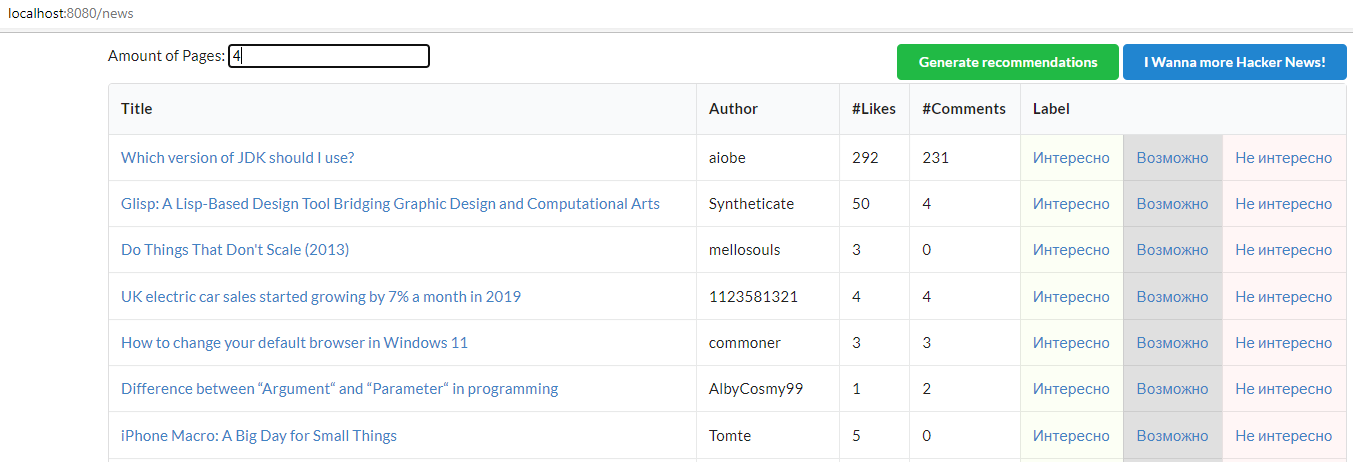 localhost:8080/news
Amount of Pages: 4 Generate recommendations I Wanna more Hacker News!
Title Author #Likes #Comments Label
Which version of JDK should I use? aiobe 292 231 Интересно Возможно Не интересно
Glisp: A Lisp-Based Design Tool Bridging Graphic Design and Computational Arts Syntheticate 50 4 Интересно Возможно Не интересно
Do Things That Don't Scale (2013) mellosouls 3 0 Интересно Возможно Не интересно
UK electric car sales started growing by 7% a month in 2019 1123581321 4 4 Интересно Возможно Не интересно
How to change your default browser in Windows 11 commoner 3 3 Интересно Возможно Не интересно
Difference between “Argument“ and “Parameter“ in programming AlbyCosmy99 1 2 Интересно Возможно Не интересно
iPhone Macro: A Big Day for Small Things Tomte 5 0 Интересно Возможно Не интересно